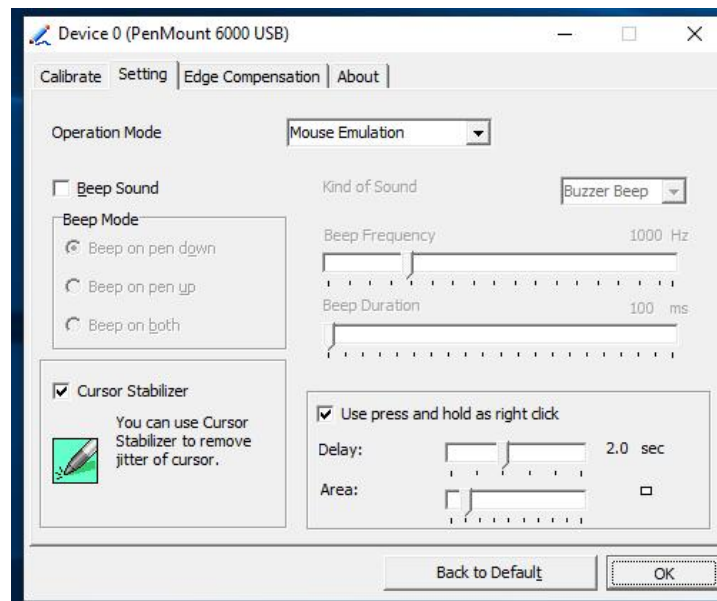 Device 0 (PenMount 6000 USB)
Calibrate Setting Edge Compensation About
Operation Mode Mouse Emulation
Beep Sound Kind of Sound Buzzer Beep
Beep Mode
Beep on pen down
Beep on pen up
Beep on both
Beep Frequency 1000 Hz
Beep Duration 100 ms
Cursor Stabilizer
You can use Cursor
Stabilizer to remove
jitter of cursor.
Use press and hold as right click
Delay: 2.0 sec
Area:
Back to Default OK